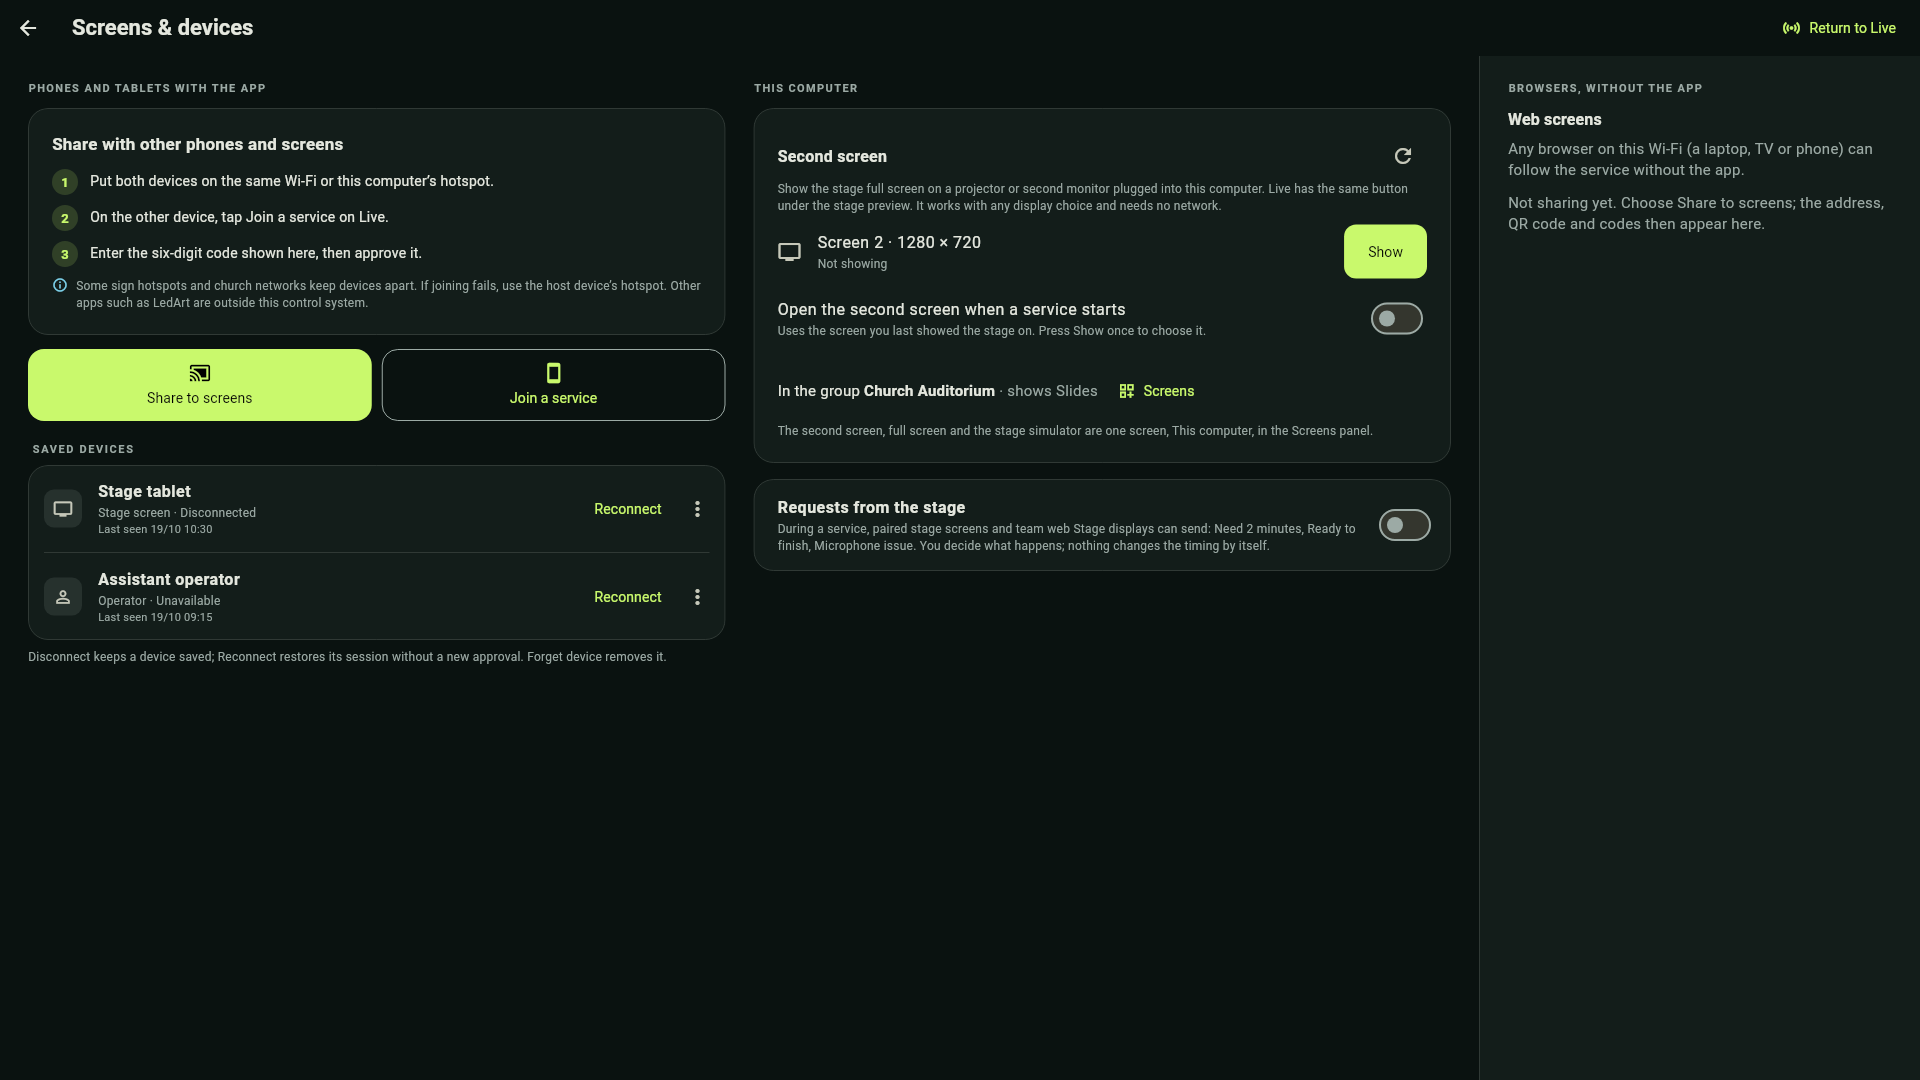 Screens & devices
Return to Live
PHONES AND TABLETS WITH THE APP
Share with other phones and screens
1 Put both devices on the same Wi-Fi or this computer’s hotspot.
2 On the other device, tap Join a service on Live.
3 Enter the six-digit code shown here, then approve it.
Some sign hotspots and church networks keep devices apart. If joining fails, use the host device’s hotspot. Other
apps such as LedArt are outside this control system.
Share to screens
Join a service
SAVED DEVICES
Stage tablet
Stage screen · Disconnected
Last seen 19/10 10:30
Reconnect
Assistant operator
Operator · Unavailable
Last seen 19/10 09:15
Reconnect
Disconnect keeps a device saved; Reconnect restores its session without a new approval. Forget device removes it.
THIS COMPUTER
Second screen
Show the stage full screen on a projector or second monitor plugged into this computer. Live has the same button
under the stage preview. It works with any display choice and needs no network.
Screen 2 · 1280 × 720
Not showing
Show
Open the second screen when a service starts
Uses the screen you last showed the stage on. Press Show once to choose it.
In the group Church Auditorium · shows Slides
Screens
The second screen, full screen and the stage simulator are one screen, This computer, in the Screens panel.
Requests from the stage
During a service, paired stage screens and team web Stage displays can send: Need 2 minutes, Ready to
finish, Microphone issue. You decide what happens; nothing changes the timing by itself.
BROWSERS, WITHOUT THE APP
Web screens
Any browser on this Wi-Fi (a laptop, TV or phone) can
follow the service without the app.
Not sharing yet. Choose Share to screens; the address,
QR code and codes then appear here.